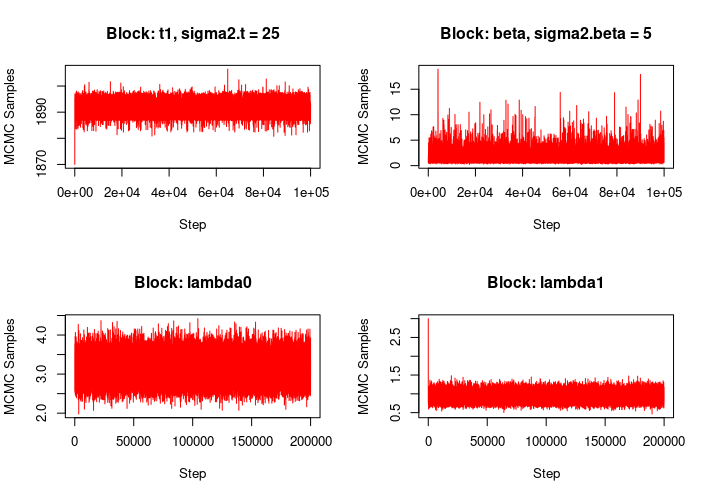 Block: t1, sigma2.t = 25
MCMC Samples
1870
1890
0e+00 2e+04 4e+04 6e+04 8e+04 1e+05
Step
Block: beta, sigma2.beta = 5
MCMC Samples
0
5
10
15
0e+00 2e+04 4e+04 6e+04 8e+04 1e+05
Step
Block: lambda0
MCMC Samples
2.0
3.0
4.0
0 50000 100000 150000 200000
Step
Block: lambda1
MCMC Samples
0.5
1.5
2.5
0 50000 100000 150000 200000
Step